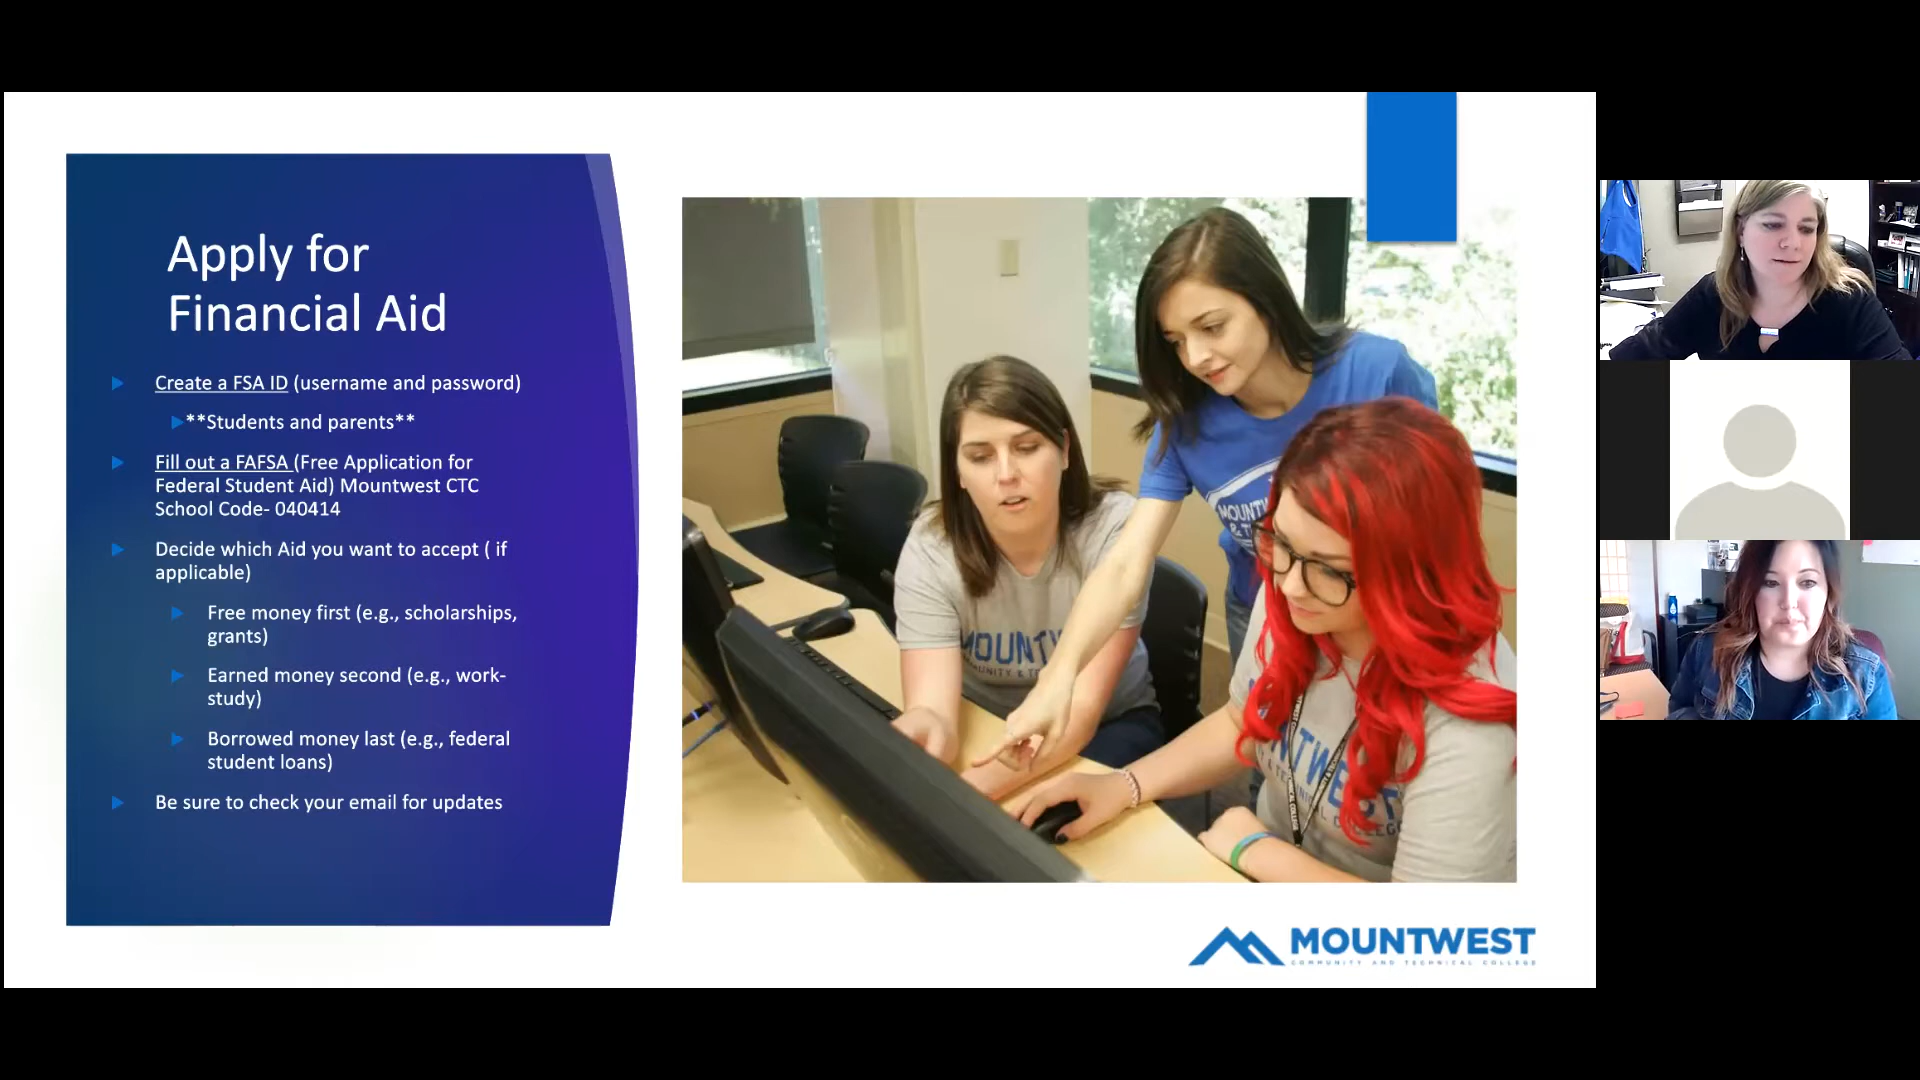 Apply for
Financial Aid
Create a FSA ID (username and password)
**Students and parents**
Fill out a FAFSA (Free Application for
Federal Student Aid) Mountwest CTC
School Code- 040414
Decide which Aid you want to accept ( if
applicable)
Free money first (e.g., scholarships,
grants)
Earned money second (e.g., work-
study)
Borrowed money last (e.g., federal
student loans)
Be sure to check your email for updates
MOUNTWEST
COMMUNITY AND TECHNICAL COLLEGE